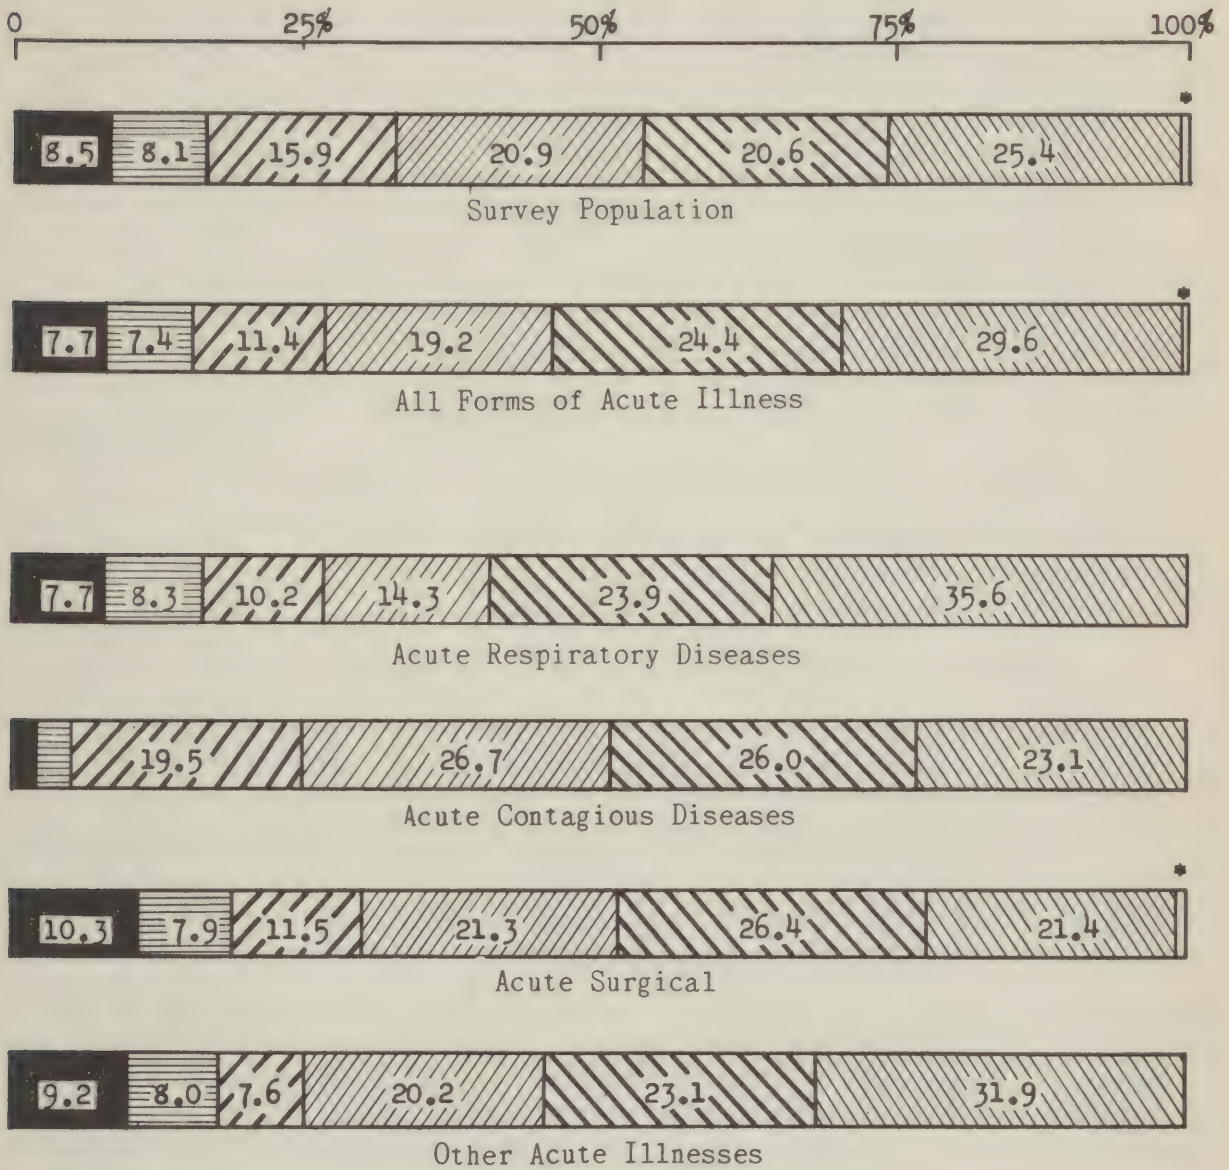 0 25% 50% 75% 100%
*
8.5 8.1 15.9 20.9 20.6 25.4
Survey Population
*
7.7 7.4 11.4 19.2 24.4 29.6
All Forms of Acute Illness
7.7 8.3 10.2 14.3 23.9 35.6
Acute Respiratory Diseases
19.5 26.7 26.0 23.1
Acute Contagious Diseases
*
10.3 7.9 11.5 21.3 26.4 21.4
Acute Surgical
9.2 8.0 7.6 20.2 23.1 31.9
Other Acute Illnesses